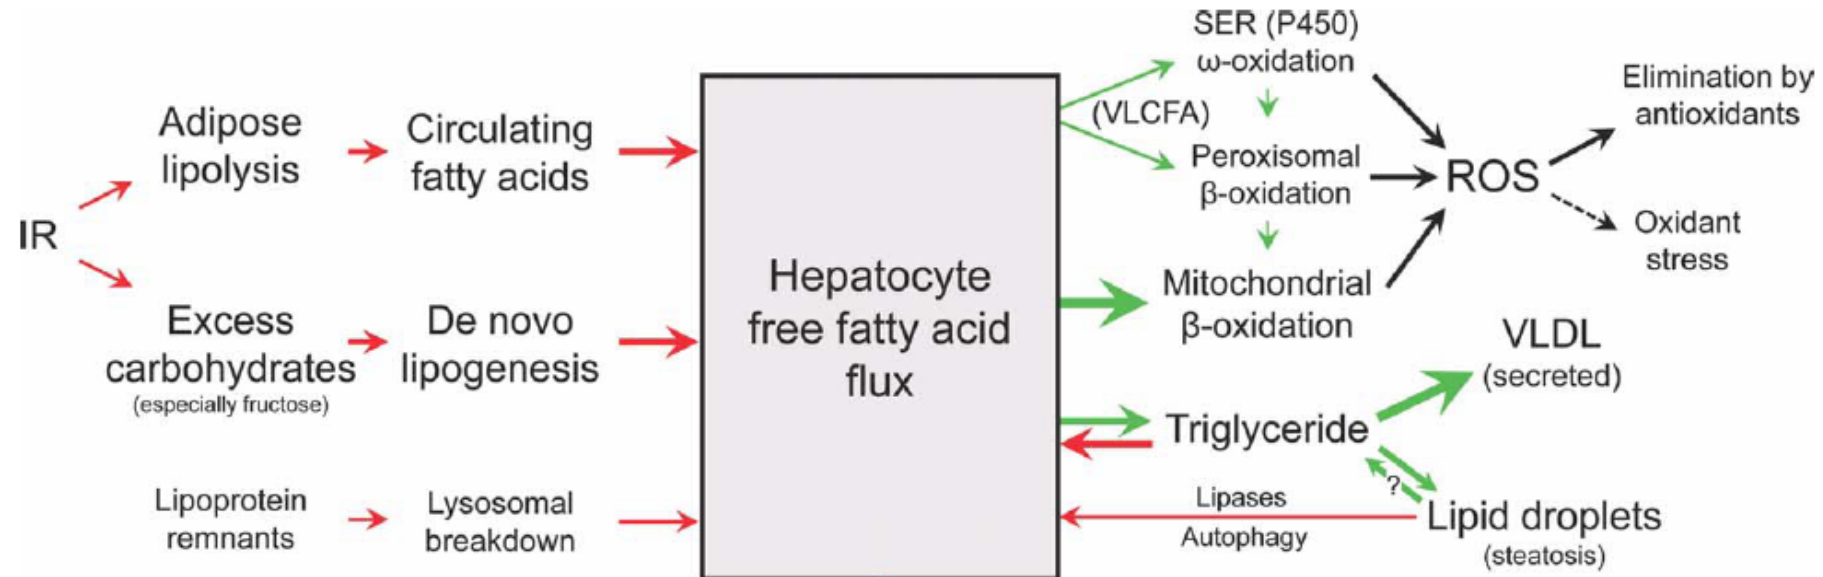 SER (P450)
ω-oxidation
Elimination by
antioxidants
Adipose
lipolysis
Circulating
fatty acids
(VLCFA)
Peroxisomal
β-oxidation
ROS
IR
Oxidant
stress
Hepatocyte
free fatty acid
flux
Mitochondrial
β-oxidation
Excess
carbohydrates
(especially fructose)
De novo
lipogenesis
VLDL
(secreted)
Triglyceride
?
Lipoprotein
remnants
Lysosomal
breakdown
Lipases
Autophagy
Lipid droplets
(steatosis)